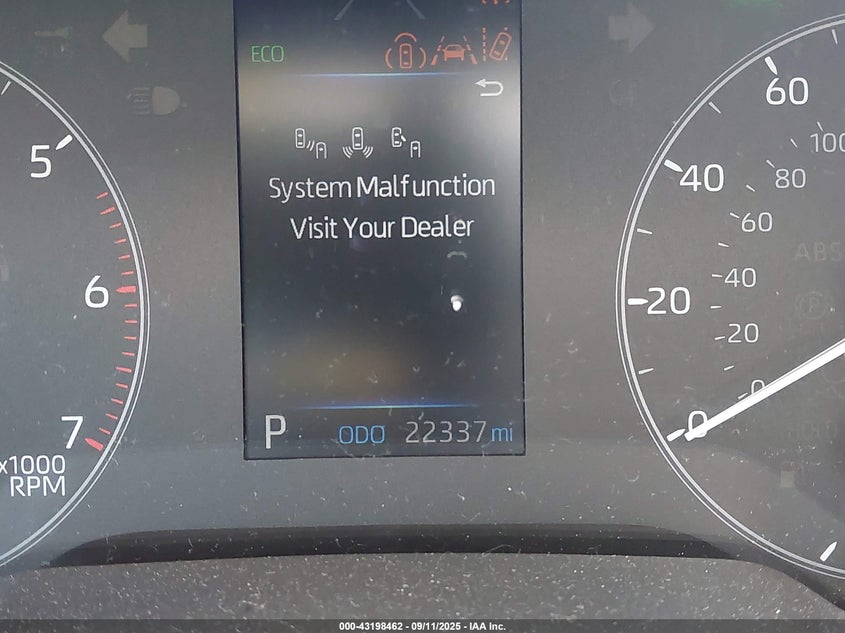 ECO
System Malfunction
Visit Your Dealer
P ODO 22337 mi
5
6
7
x1000
RPM
60
40
20
0
100
80
60
40
20
0
ABS
000-43198462 - 09/11/2025 - IAA Inc.